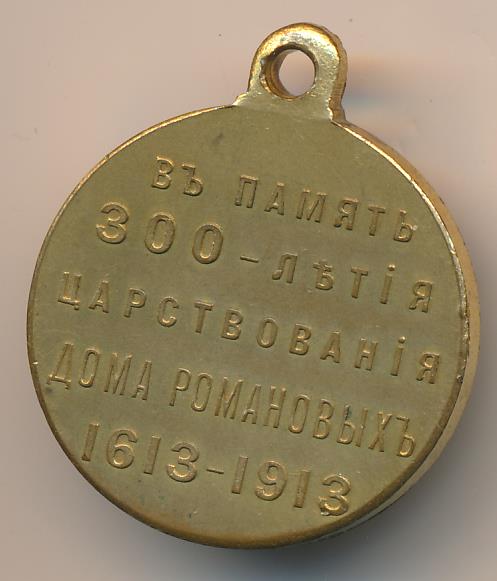 ВЪ ПАМЯТЬ
300-ЛѢТІЯ
ЦАРСТВОВАНІЯ
ДОМА РОМАНОВЫХЪ
1613-1913